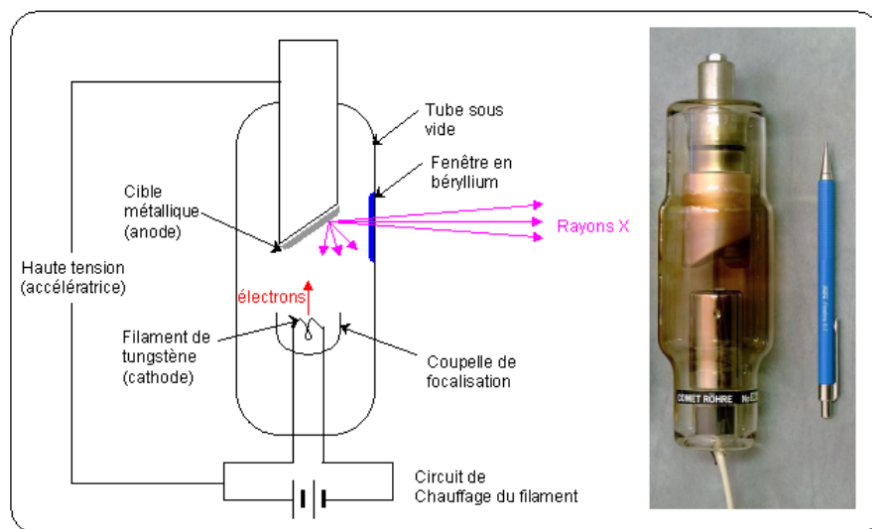 Tube sous
vide
Fenêtre en
béryllium
Cible
métallique
(anode)
Rayons X
Haute tension
(accélératrice)
électrons
Filament de
tungstène
(cathode)
Coupelle de
focalisation
Circuit de
Chauffage du filament
COMET RÖHRE No